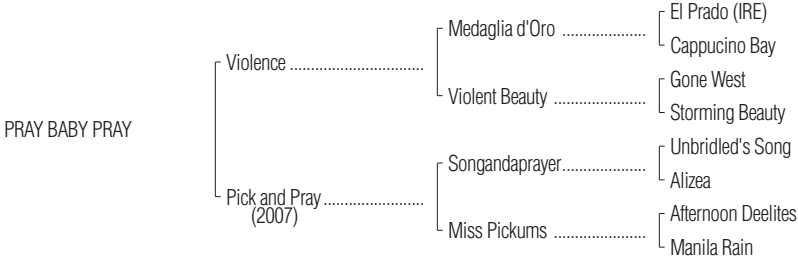 El Prado (IRE)
Medaglia d'Oro ....................
Cappucino Bay
Violence ................................
Gone West
Violent Beauty ......................
Storming Beauty
PRAY BABY PRAY
Unbridled's Song
Songandaprayer....................
Alizea
Pick and Pray ........................
(2007)
Afternoon Deelites
Miss Pickums ......................
Manila Rain